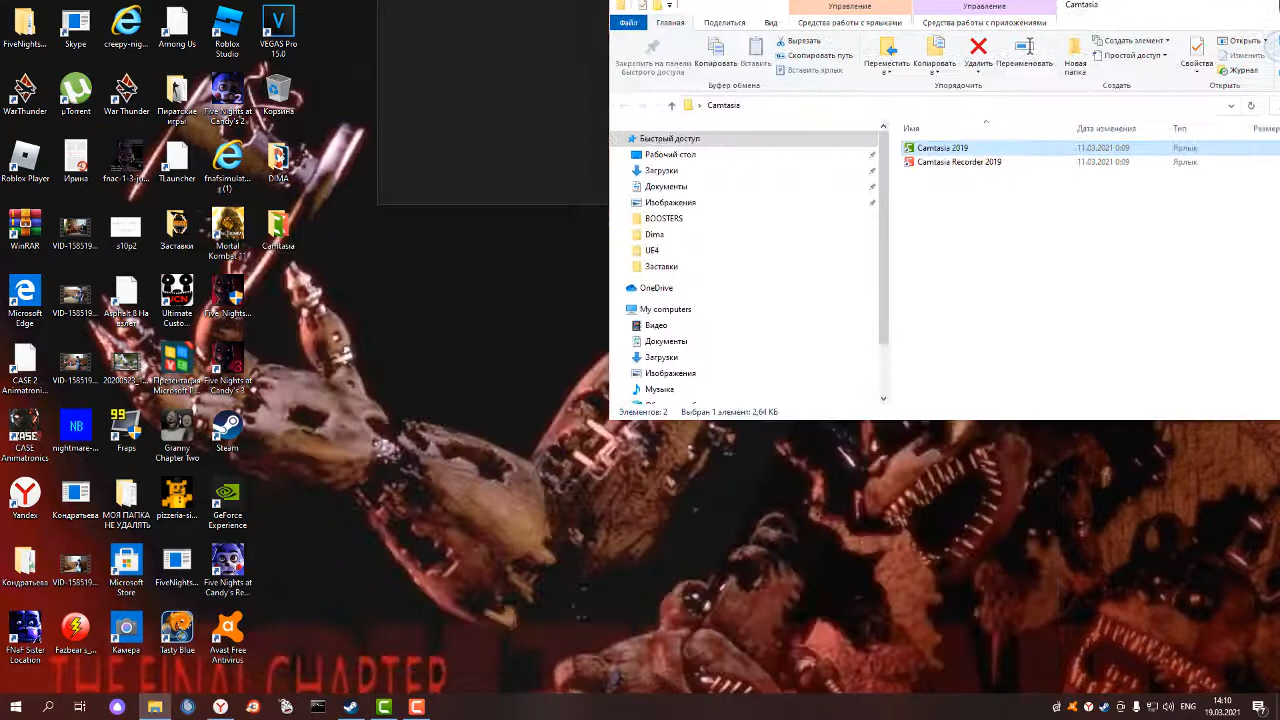 FiveNights...
Skype
creepy-nig...
Among Us
Roblox
Studio
VEGAS Pro
15.0
War Thunder
µTorrent
War Thunder
Пиратские
игры
Five Nights at
Candy's 2
Корзина
Roblox Player
Ирина
fnac-1-3-ju...
TLauncher
fnafsimulat...
(1)
DIMA
WinRAR
VID-158519...
э10р2
Заставки
Mortal
Kombat 11
Camtasia
Microsoft
Edge
VID-158519...
Asphalt 8 На
взлёт
Ultimate
Custo...
Five Nights...
CASE 2
Animatroni...
VID-158519...
20200523_...
Презентация
Microsoft P...
Five Nights at
Candy's 3
CASE
Animatronics
nightmare-...
Fraps
Granny
Chapter Two
Steam
Yandex
Кондратьева
МОЯ ПАПКА
НЕ УДАЛЯТЬ
pizzeria-si...
GeForce
Experience
Кондратьева
VID-158519...
Microsoft
Store
FiveNights...
Five Nights at
Candy's Re...
FNaF Sister
Location
Fazbear's_...
Камера
Tasty Blue
Avast Free
Antivirus
THE FINAL CHAPTER
Управление
Управление
Camtasia
Файл
Главная
Поделиться
Вид
Средства работы с ярлыками
Средства работы с приложениями
Закрепить на панели
быстрого доступа
Копировать
Вставить
Вырезать
Скопировать путь
Вставить ярлык
Переместить
в
Копировать
в
Удалить
Переименовать
Новая
папка
Создать элемент
Простой доступ
Свойства
Открыть
Изменить
Журнал
Буфер обмена
Упорядочить
Создать
Открыть
Camtasia
Имя
Дата изменения
Тип
Размер
Camtasia 2019
11.03.2021 0:09
Ярлык
Camtasia Recorder 2019
11.03.2021 0:09
Ярлык
Быстрый доступ
Рабочий стол
Загрузки
Документы
Изображения
BOOSTERS
Dima
UE4
Заставки
OneDrive
My computers
Видео
Документы
Загрузки
Изображения
Музыка
Элементов: 2
Выбран 1 элемент: 2,64 КБ
ENG
14:10
19.03.2021